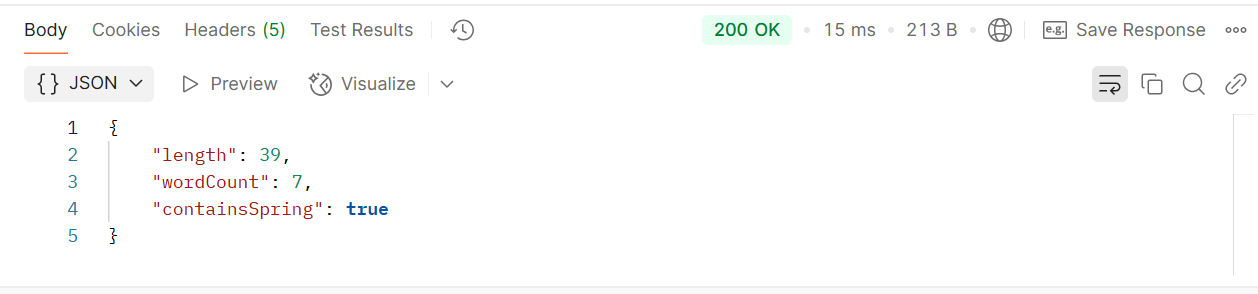 Body Cookies Headers (5) Test Results 200 OK 15 ms 213 B e.g. Save Response
{} JSON Preview Visualize
1 {
2 "length": 39,
3 "wordCount": 7,
4 "containsSpring": true
5 }